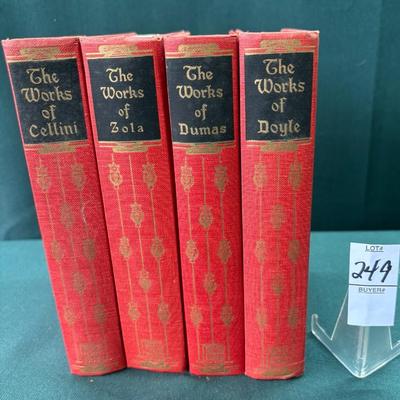 The
Works
of
Cellini
The
Works
of
Zola
The
Works
of
Dumas
The
Works
of
Doyle
LOT#
249
BUYER#